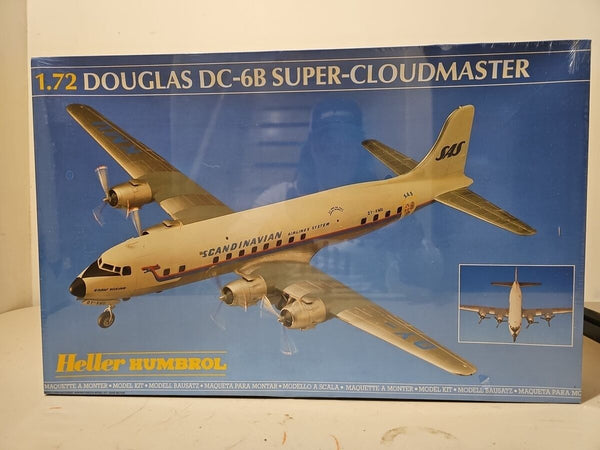 1.72 DOUGLAS DC-6B SUPER-CLOUDMASTER
SAS
SAS
SCANDINAVIAN AIRLINES SYSTEM
Heller HUMBROL
MAQUETTE A MONTER - MODEL KIT - MODELL BAUSATZ - MAQUETA PARA MONTAR - MODELLO A SCALA - MAQUETTE A MONTER - MODEL KIT - MODELL BAUSATZ - MAQUETA PARA MO